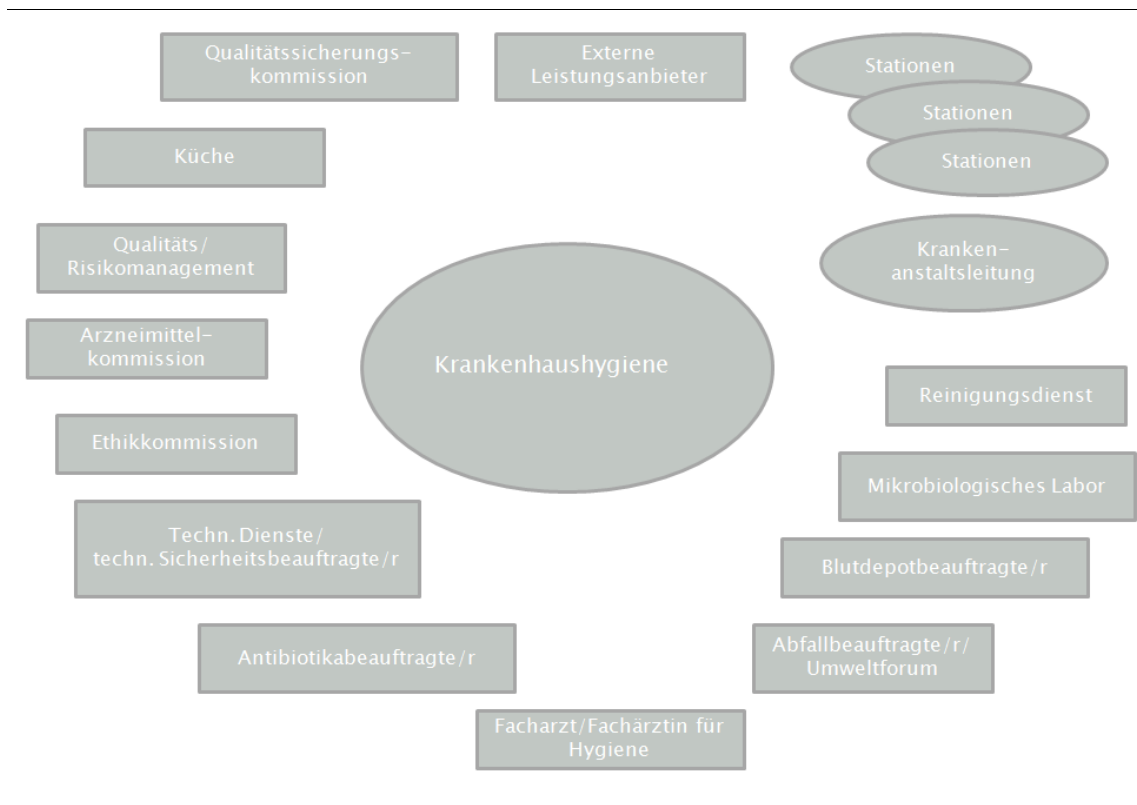 Qualitätssicherungs-
kommission
Externe
Leistungsanbieter
Stationen
Stationen
Stationen
Küche
Qualitäts/
Risikomanagement
Kranken-
anstaltsleitung
Arzneimittel-
kommission
Krankenhaushygiene
Reinigungsdienst
Ethikkommission
Mikrobiologisches Labor
Techn. Dienste/
techn. Sicherheitsbeauftragte/r
Blutdepotbeauftragte/r
Antibiotikabeauftragte/r
Abfallbeauftragte/r/
Umweltforum
Facharzt/Fachärztin für
Hygiene